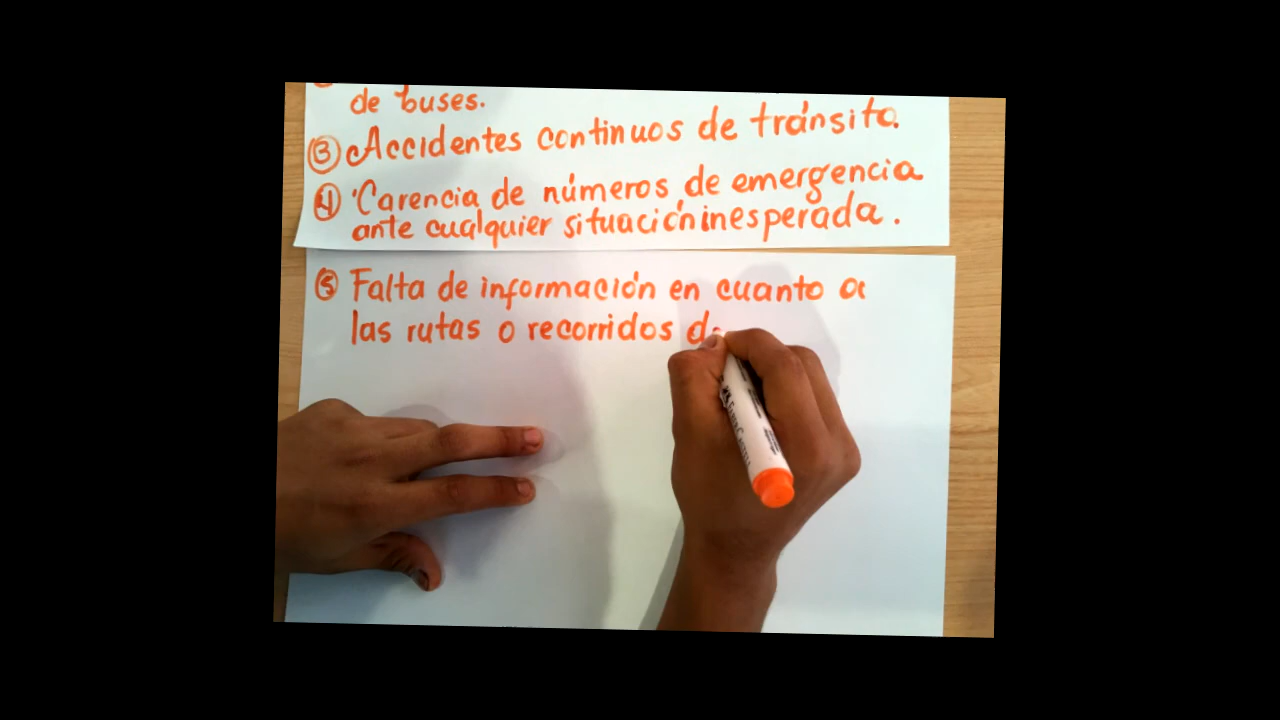 de buses.
3 Accidentes continuos de tránsito.
4 Carencia de números de emergencia
ante cualquier situación inesperada.
5 Falta de información en cuanto a
las rutas o recorridos d